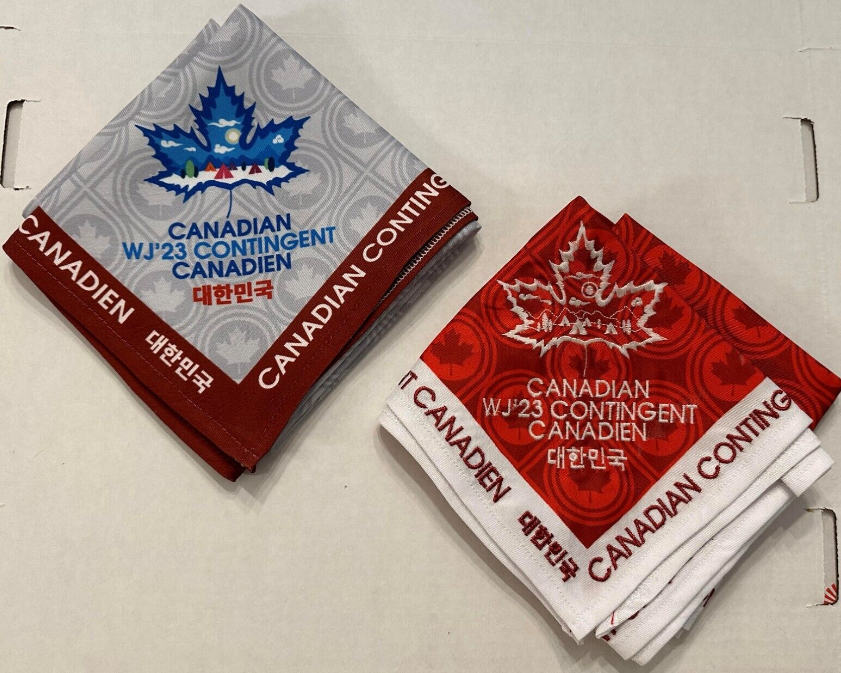 CANADIAN
WJ'23 CONTINGENT
CANADIEN
대한민국
CANADIEN 대한민국
CANADIAN CONTING
CANADIAN
WJ'23 CONTINGENT
CANADIEN
대한민국
T CANADIEN 대한민국
CANADIAN CONTING